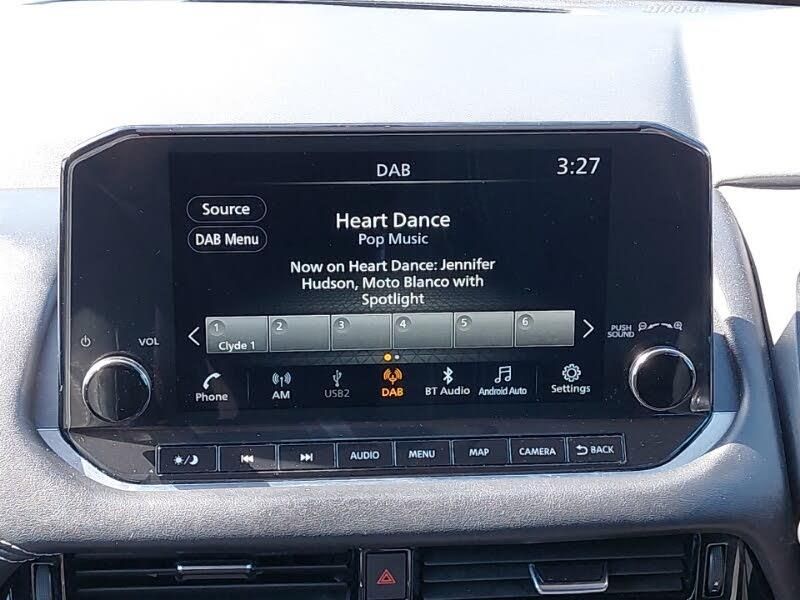 DAB
3:27
Source
DAB Menu
Heart Dance
Pop Music
Now on Heart Dance: Jennifer
Hudson, Moto Blanco with
Spotlight
1 2 3 4 5 6
Clyde 1
VOL
PUSH
SOUND
Phone AM USB2 DAB BT Audio Android Auto Settings
AUDIO MENU MAP CAMERA BACK